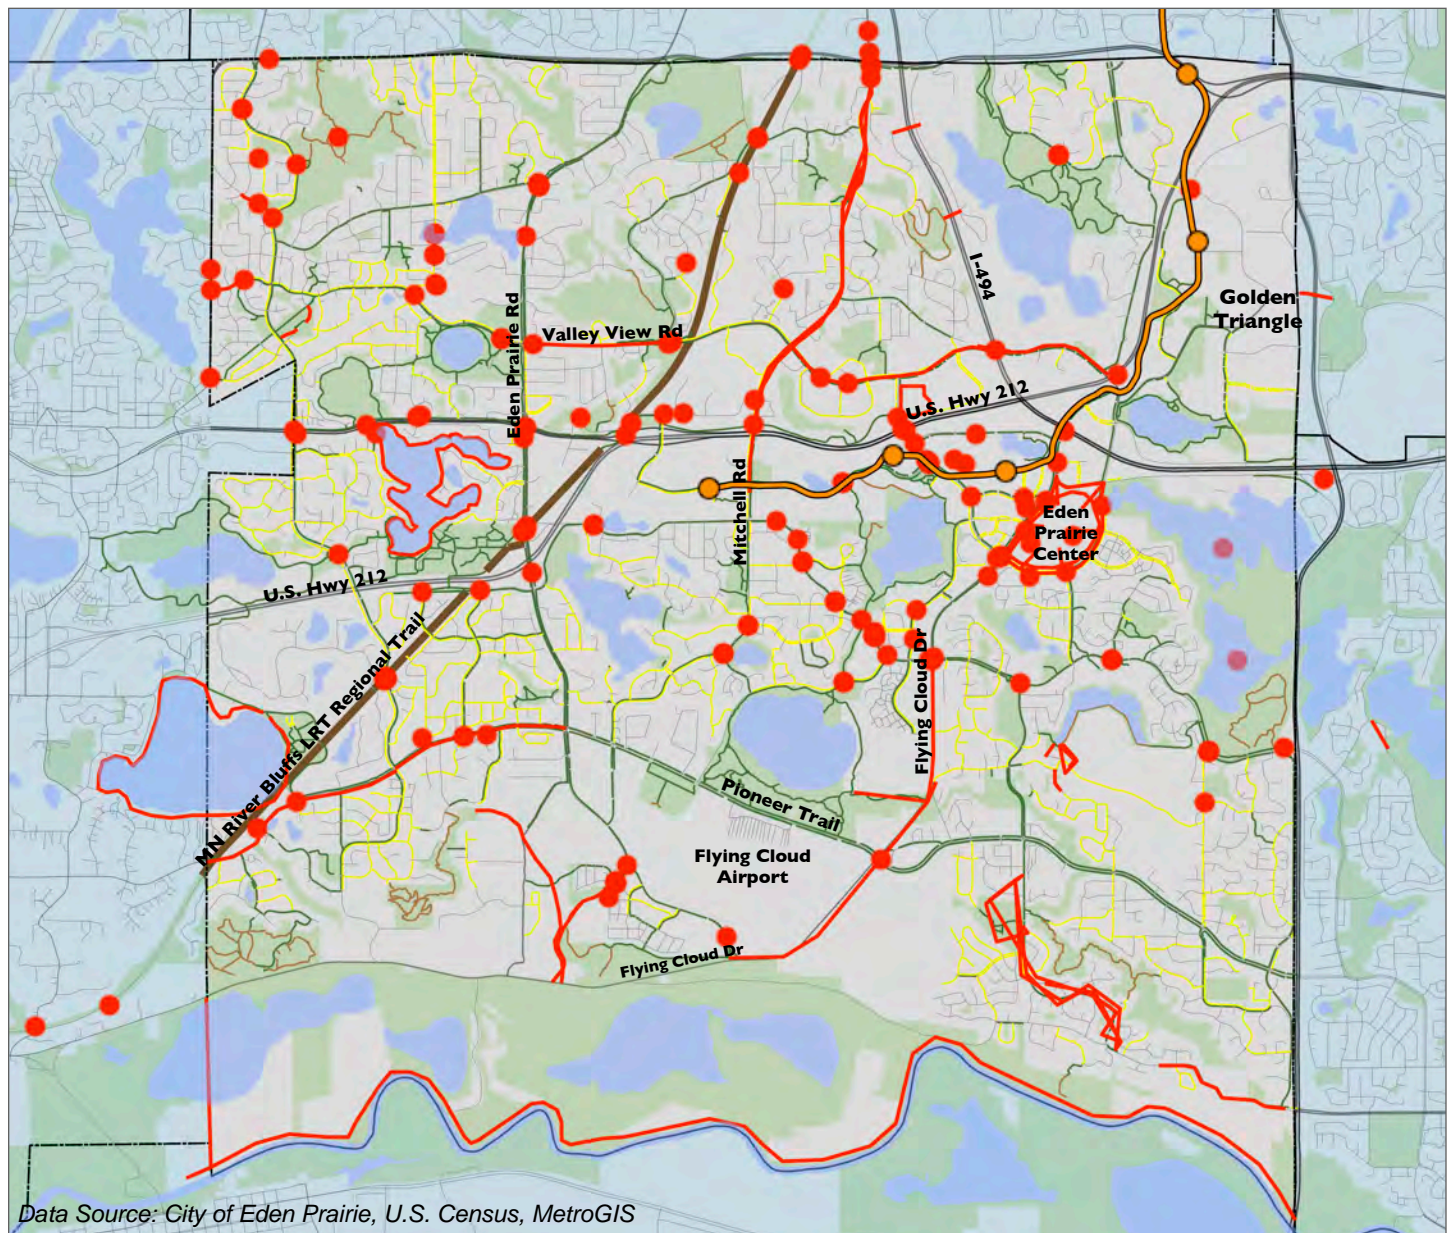 I-494
Golden
Triangle
Eden Prairie Rd
Valley View Rd
U.S. Hwy 212
Mitchell Rd
Eden
Prairie
Center
U.S. Hwy 212
MN River Bluffs LRT Regional Trail
Flying Cloud Dr
Pioneer Trail
Flying Cloud
Airport
Flying Cloud Dr
Data Source: City of Eden Prairie, U.S. Census, MetroGIS